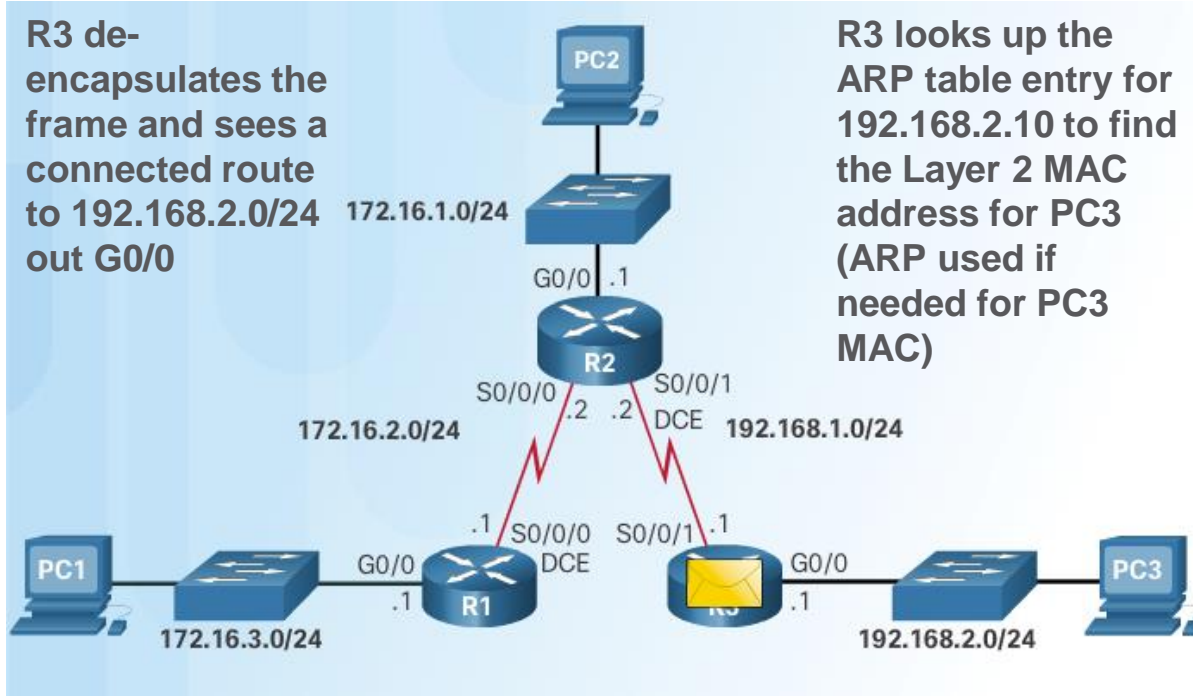 R3 de-
encapsulates the
frame and sees a
connected route
to 192.168.2.0/24
out G0/0
R3 looks up the
ARP table entry for
192.168.2.10 to find
the Layer 2 MAC
address for PC3
(ARP used if
needed for PC3
MAC)
PC2
172.16.1.0/24
G0/0 .1
R2
S0/0/0 .2 .2 S0/0/1
DCE
172.16.2.0/24
192.168.1.0/24
.1 S0/0/0
DCE
S0/0/1 .1
PC1
G0/0
.1
R1
R3
G0/0
.1
PC3
172.16.3.0/24
192.168.2.0/24